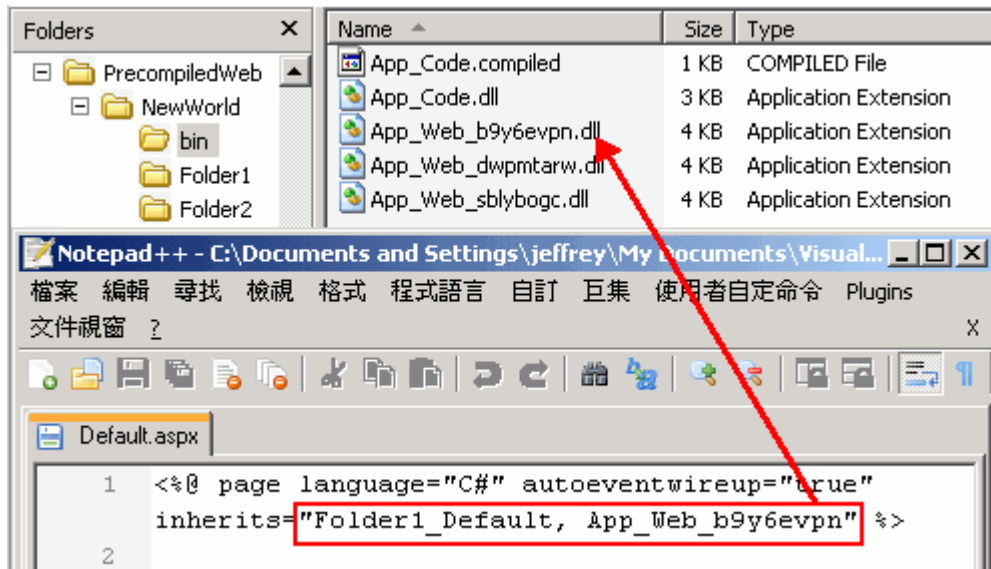 Folders X
Name Size Type
PrecompiledWeb
NewWorld
bin
Folder1
Folder2
App_Code.compiled 1 KB COMPILED File
App_Code.dll 3 KB Application Extension
App_Web_b9y6evpn.dll 4 KB Application Extension
App_Web_dwpmtarw.dll 4 KB Application Extension
App_Web_sblybogc.dll 4 KB Application Extension
Notepad++ - C:\Documents and Settings\jeffrey\My Documents\Visual...
檔案 編輯 尋找 檢視 格式 程式語言 自訂 巨集 使用者自定命令 Plugins
文件視窗 ? X
Default.aspx
1 <%@ page language="C#" autoeventwireup="true"
inherits="Folder1_Default, App_Web_b9y6evpn" %>
2